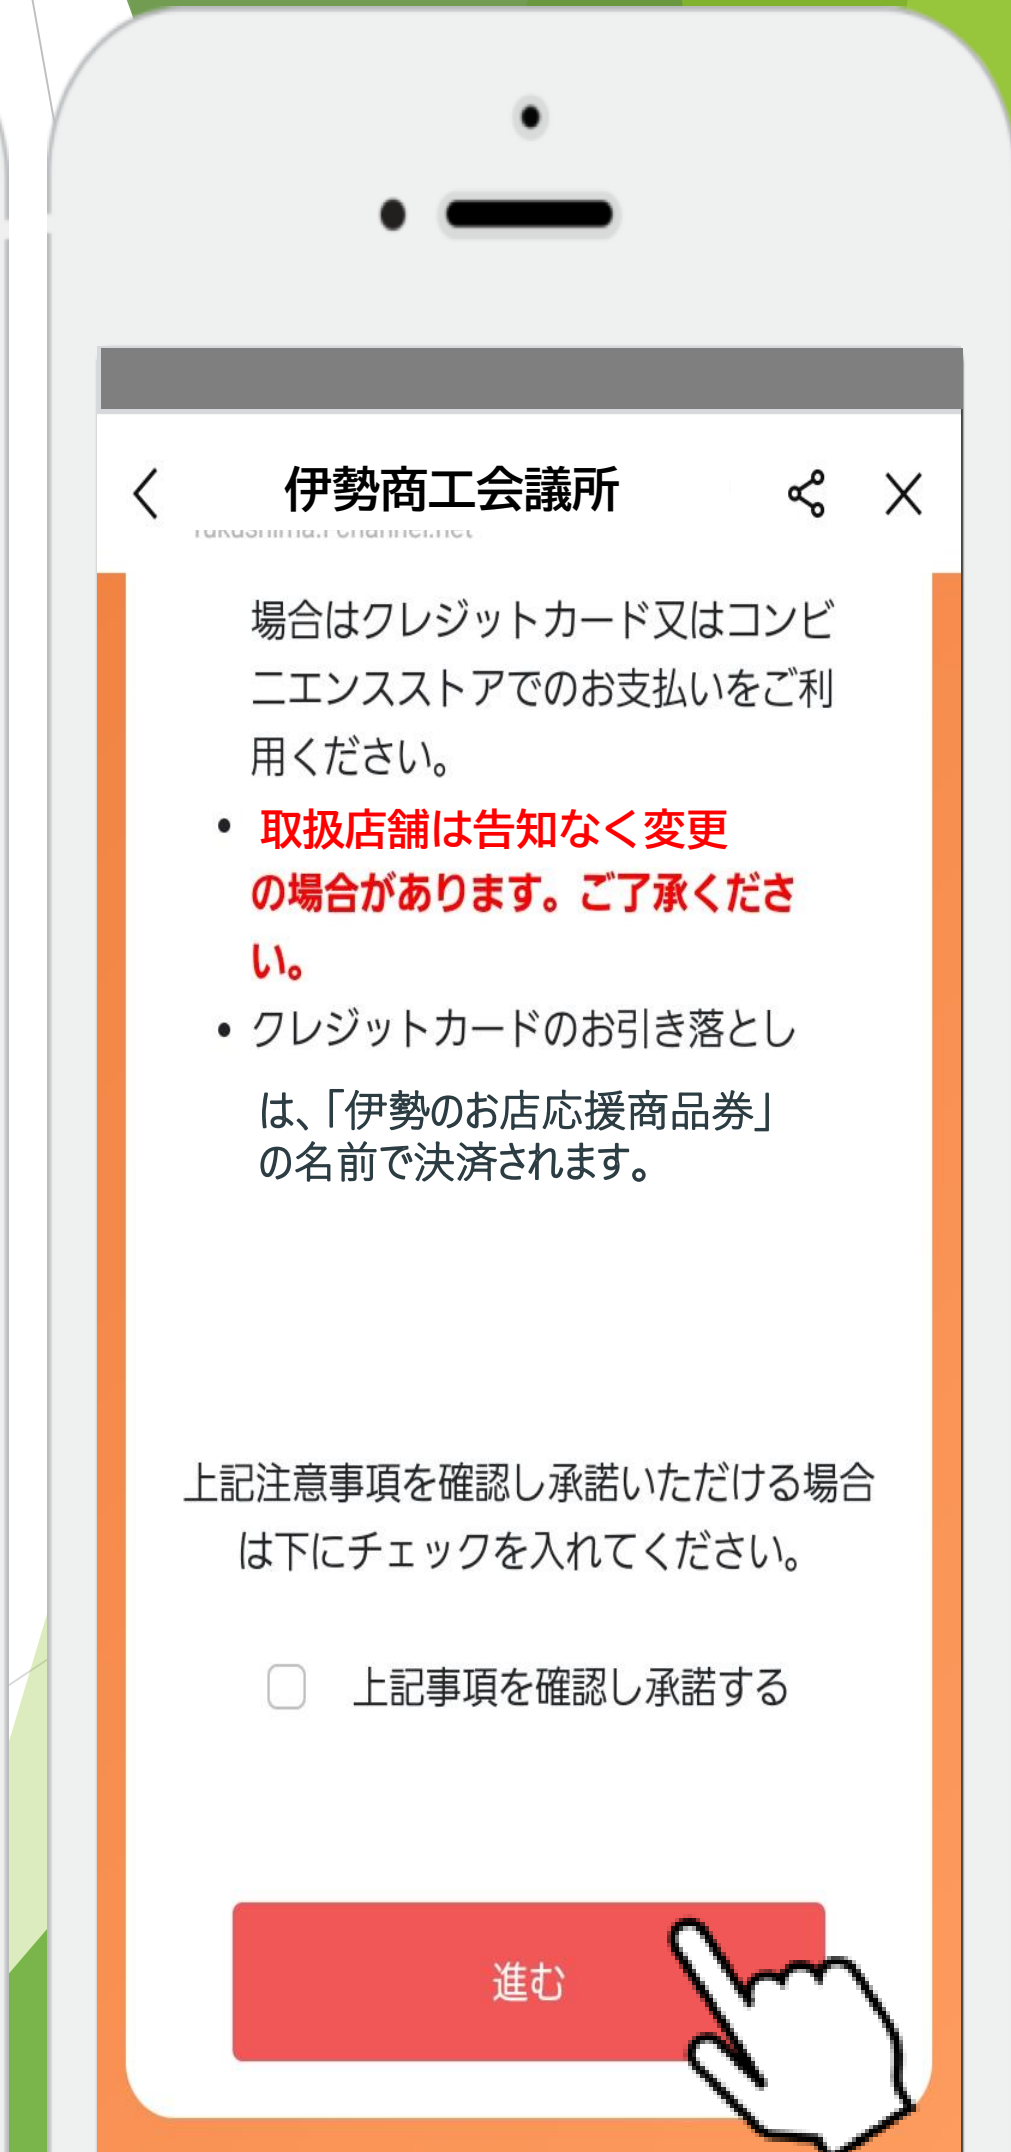 伊勢商工会議所
場合はクレジットカード又はコンビ
ニエンスストアでのお支払いをご利
用ください。
• 取扱店舗は告知なく変更
の場合があります。ご了承くださ
い。
• クレジットカードのお引き落とし
は、「伊勢のお店応援商品券」
の名前で決済されます。
上記注意事項を確認し承諾いただける場合
は下にチェックを入れてください。
上記事項を確認し承諾する
進む